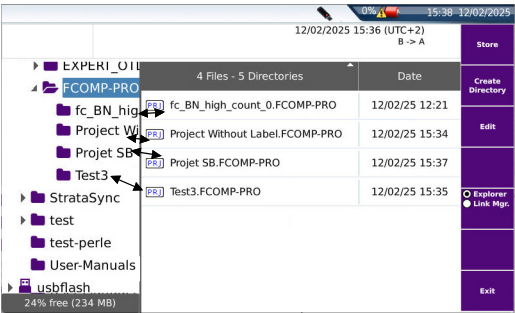 0% 15:38 12/02/2025
12/02/2025 15:36 (UTC+2)
B -> A
Store
EXPERT_OTD
FCOMP-PRO
fc_BN_hig
Project Wi
Projet SB
Test3
StrataSync
test
test-perle
User-Manuals
usbflash
24% free (234 MB)
4 Files - 5 Directories Date
PRJ fc_BN_high_count_0.FCOMP-PRO 12/02/25 12:21
PRJ Project Without Label.FCOMP-PRO 12/02/25 15:34
PRJ Projet SB.FCOMP-PRO 12/02/25 15:37
PRJ Test3.FCOMP-PRO 12/02/25 15:35
Create
Directory
Edit
Explorer
Link Mgr.
Exit